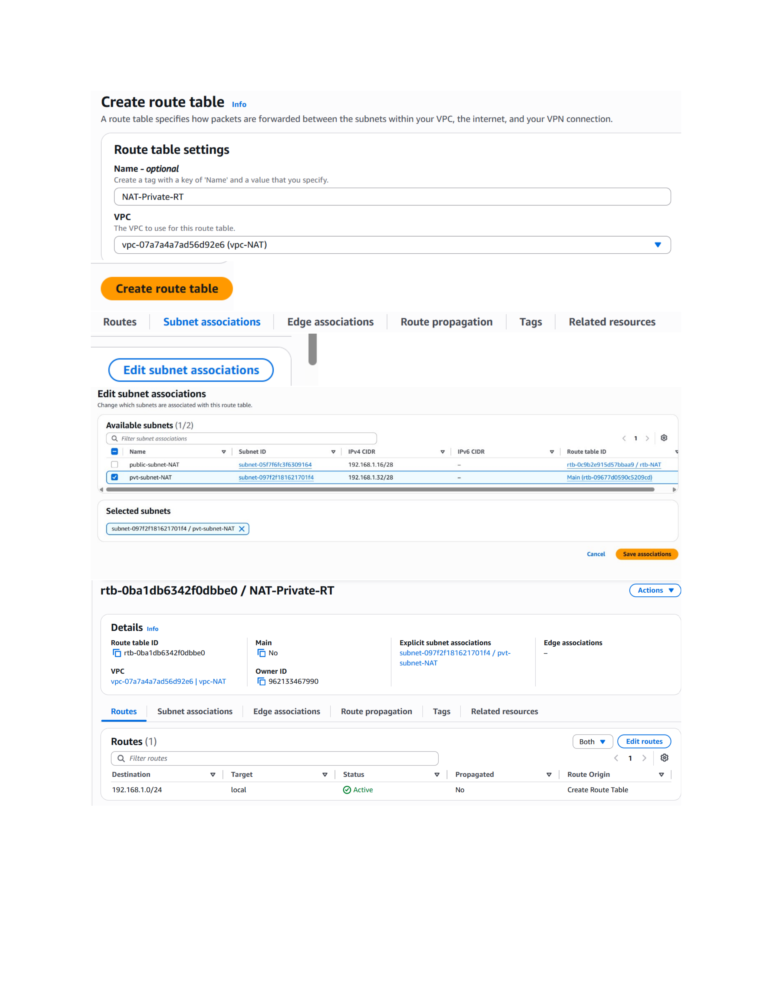 Create route table Info
A route table specifies how packets are forwarded between the subnets within your VPC, the internet, and your VPN connection.
Route table settings
Name - optional
Create a tag with a key of 'Name' and a value that you specify.
NAT-Private-RT
VPC
The VPC to use for this route table.
vpc-07a7a4a7ad56d92e6 (vpc-NAT)
Create route table
Routes Subnet associations Edge associations Route propagation Tags Related resources
Edit subnet associations
Edit subnet associations
Change which subnets are associated with this route table.
Available subnets (1/2)
Filter subnet associations 1
Name Subnet ID IPv4 CIDR IPv6 CIDR Route table ID
public-subnet-NAT subnet-05f7f6fc3f6309164 192.168.1.16/28 – rtb-0c9b2e915d57bbaa9 / rtb-NAT
pvt-subnet-NAT subnet-097f2f181621701f4 192.168.1.32/28 – Main (rtb-09677d0590c5209cd)
Selected subnets
subnet-097f2f181621701f4 / pvt-subnet-NAT
Cancel Save associations
rtb-0ba1db6342f0dbbe0 / NAT-Private-RT Actions
Details Info
Route table ID Main Explicit subnet associations Edge associations
rtb-0ba1db6342f0dbbe0 No subnet-097f2f181621701f4 / pvt- –
subnet-NAT
VPC Owner ID
vpc-07a7a4a7ad56d92e6 | vpc-NAT 962133467990
Routes Subnet associations Edge associations Route propagation Tags Related resources
Routes (1) Both Edit routes
Filter routes 1
Destination Target Status Propagated Route Origin
192.168.1.0/24 local Active No Create Route Table